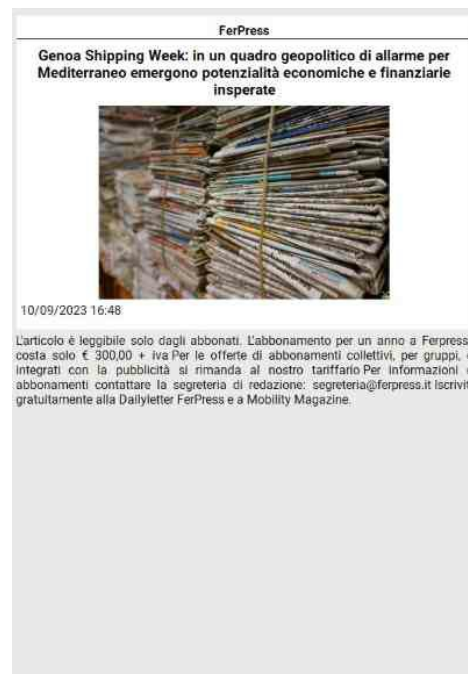 FerPress
Genoa Shipping Week: in un quadro geopolitico di allarme per
Mediterraneo emergono potenzialità economiche e finanziarie
insperate
10/09/2023 16:48
L'articolo è leggibile solo dagli abbonati. L'abbonamento per un anno a Ferpress
costa solo € 300,00 + iva Per le offerte di abbonamenti collettivi, per gruppi,
integrati con la pubblicità si rimanda al nostro tariffario Per informazioni
abbonamenti contattare la segreteria di redazione: segreteria@ferpress.it Iscrivit
gratuitamente alla Dailyletter FerPress e a Mobility Magazine.